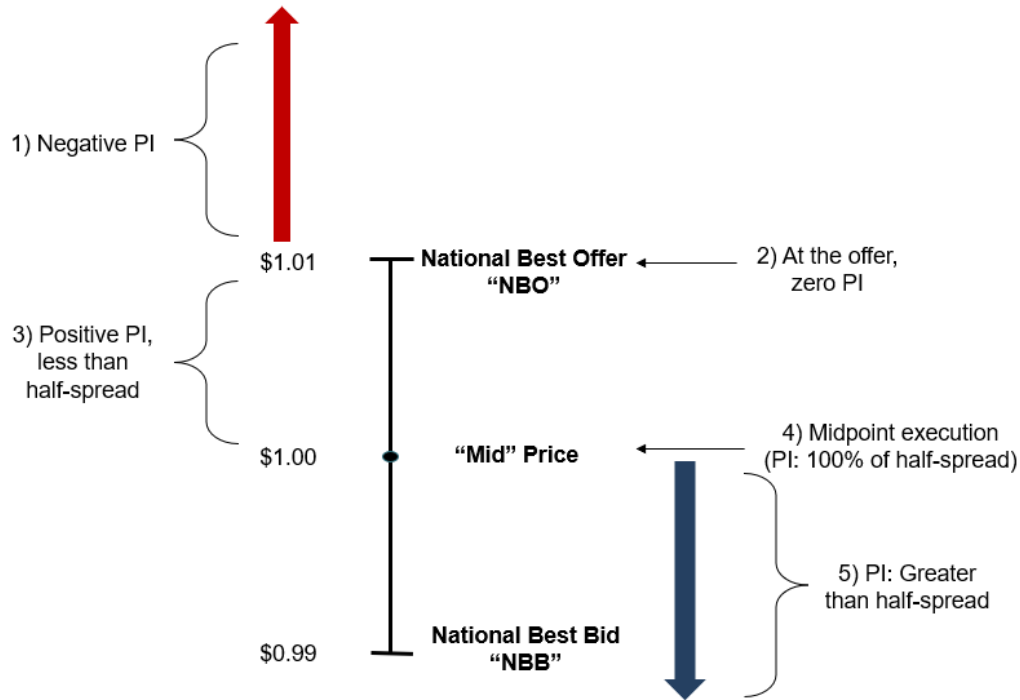 1) Negative PI
$1.01
National Best Offer
“NBO”
2) At the offer,
zero PI
3) Positive PI,
less than
half-spread
$1.00
“Mid” Price
4) Midpoint execution
(PI: 100% of half-spread)
5) PI: Greater
than half-spread
$0.99
National Best Bid
“NBB”